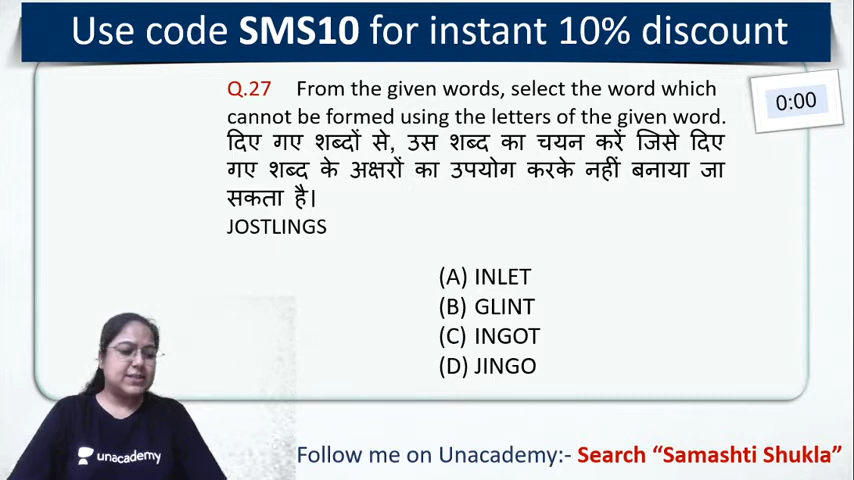 Use code SMS10 for instant 10% discount
Q.27 From the given words, select the word which
cannot be formed using the letters of the given word.
दिए गए शब्दों से, उस शब्द का चयन करें जिसे दिए
गए शब्द के अक्षरों का उपयोग करके नहीं बनाया जा
सकता है।
JOSTLINGS
0:00
(A) INLET
(B) GLINT
(C) INGOT
(D) JINGO
unacademy
Follow me on Unacademy:- Search “Samashti Shukla”